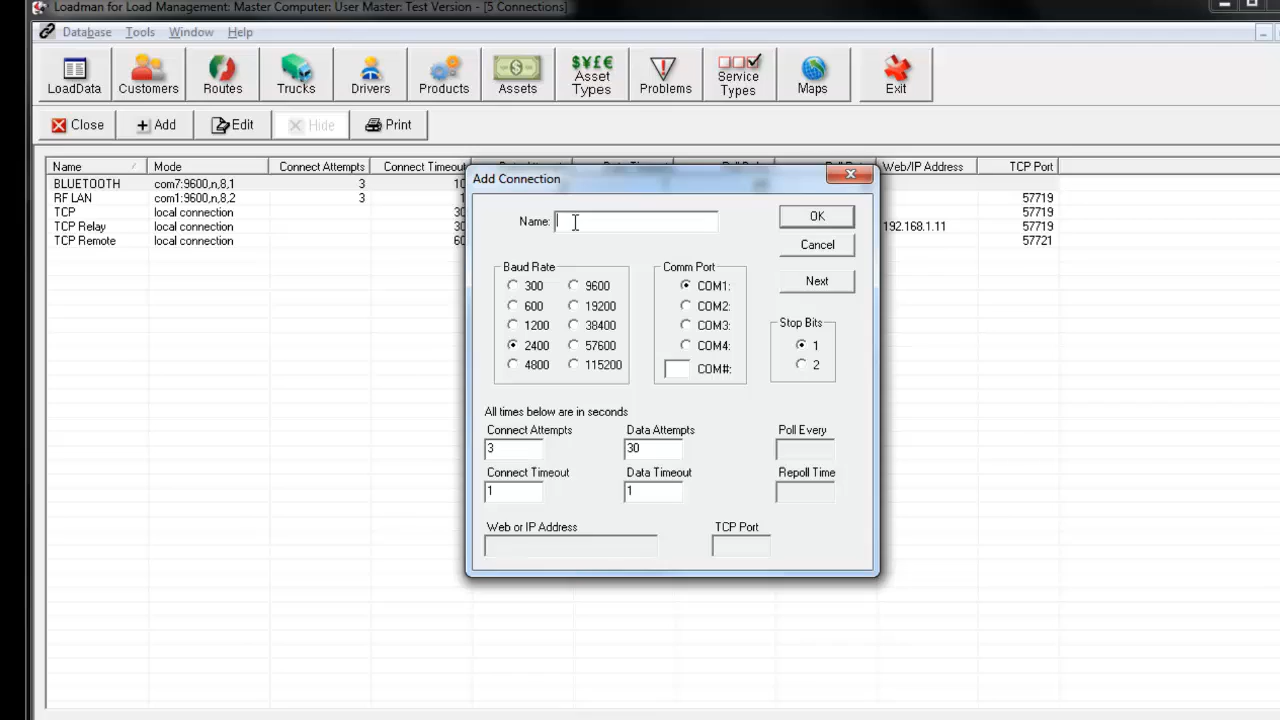 Loadman for Load Management: Master Computer: User Master: Test Version - [5 Connections]
Database Tools Window Help
LoadData Customers Routes Trucks Drivers Products Assets $¥£€ Asset Types Problems Service Types Maps Exit
Close Add Edit Hide Print
Name Mode Connect Attempts Connect Timeout Web/IP Address TCP Port
BLUETOOTH com7:9600,n,8,1 3 10
RF LAN com1:9600,n,8,2 3 57719
TCP local connection 30 57719
TCP Relay local connection 30 192.168.1.11 57719
TCP Remote local connection 60 57721
Add Connection
Name:
OK
Cancel
Next
Baud Rate
300 9600
600 19200
1200 38400
2400 57600
4800 115200
Comm Port
COM1:
COM2:
COM3:
COM4:
COM#:
Stop Bits
1
2
All times below are in seconds
Connect Attempts Data Attempts Poll Every
3 30
Connect Timeout Data Timeout Repoll Time
1 1
Web or IP Address TCP Port